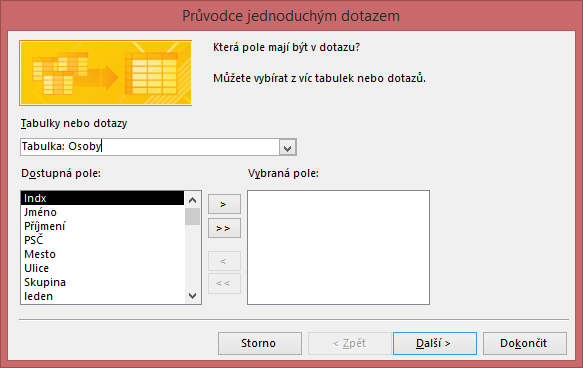 Průvodce jednoduchým dotazem
Která pole mají být v dotazu?
Můžete vybírat z víc tabulek nebo dotazů.
Tabulky nebo dotazy
Tabulka: Osoby
Dostupná pole:
Vybraná pole:
Indx
Jméno
Příjmení
PSČ
Mesto
Ulice
Skupina
leden
>
>>
<
<<
Storno
< Zpět
Další >
Dokončit